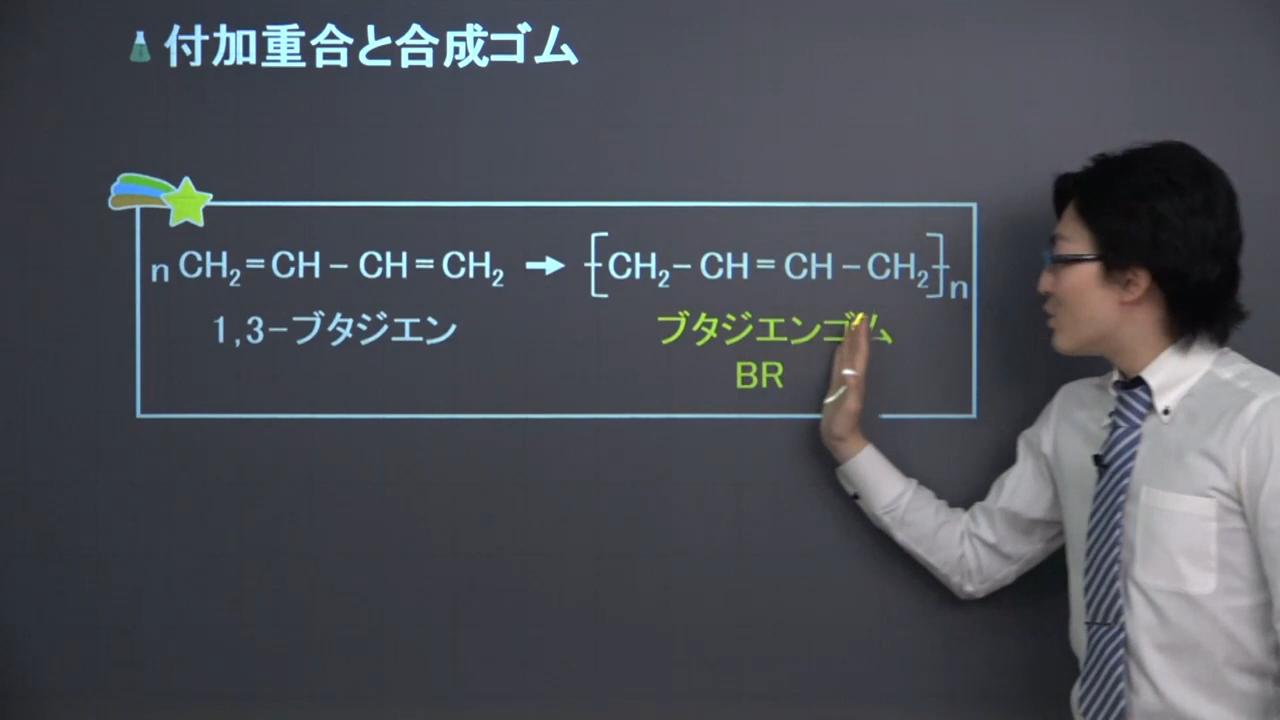 付加重合と合成ゴム
nCH₂=CH-CH=CH₂ → [CH₂-CH=CH-CH₂]n
1,3-ブタジエン ブタジエンゴム
BR